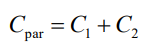 C_par = C_1 + C_2